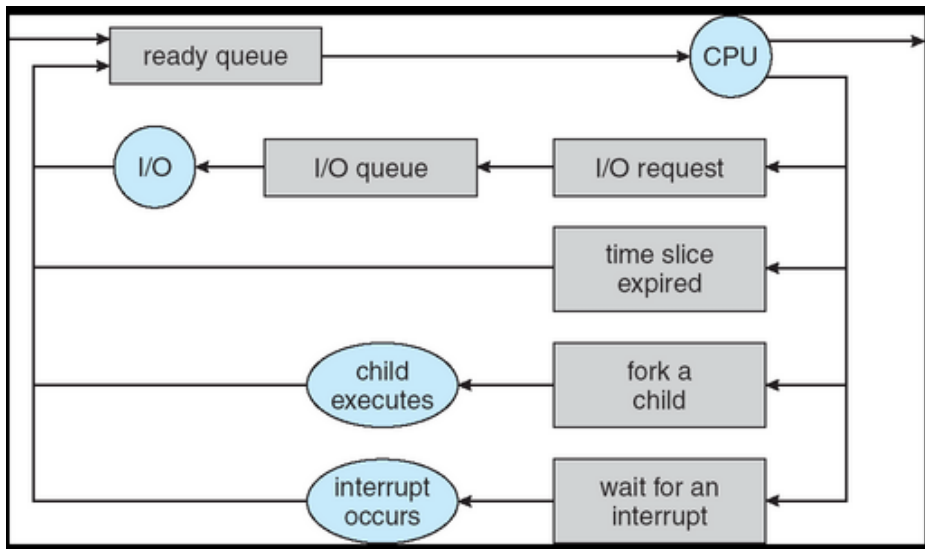 ready queue
CPU
I/O
I/O queue
I/O request
time slice
expired
child
executes
fork a
child
interrupt
occurs
wait for an
interrupt